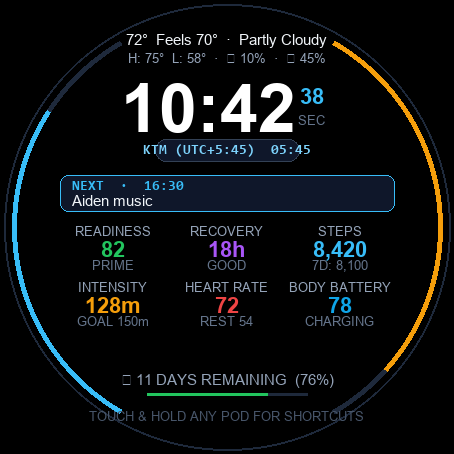 72° Feels 70° · Partly Cloudy
H: 75° L: 58° · 10% · 45%
10:42 38
SEC
KTM (UTC+5:45) 05:45
NEXT · 16:30
Aiden music
READINESS RECOVERY STEPS
82 18h 8,420
PRIME GOOD 7D: 8,100
INTENSITY HEART RATE BODY BATTERY
128m 72 78
GOAL 150m REST 54 CHARGING
11 DAYS REMAINING (76%)
TOUCH & HOLD ANY POD FOR SHORTCUTS